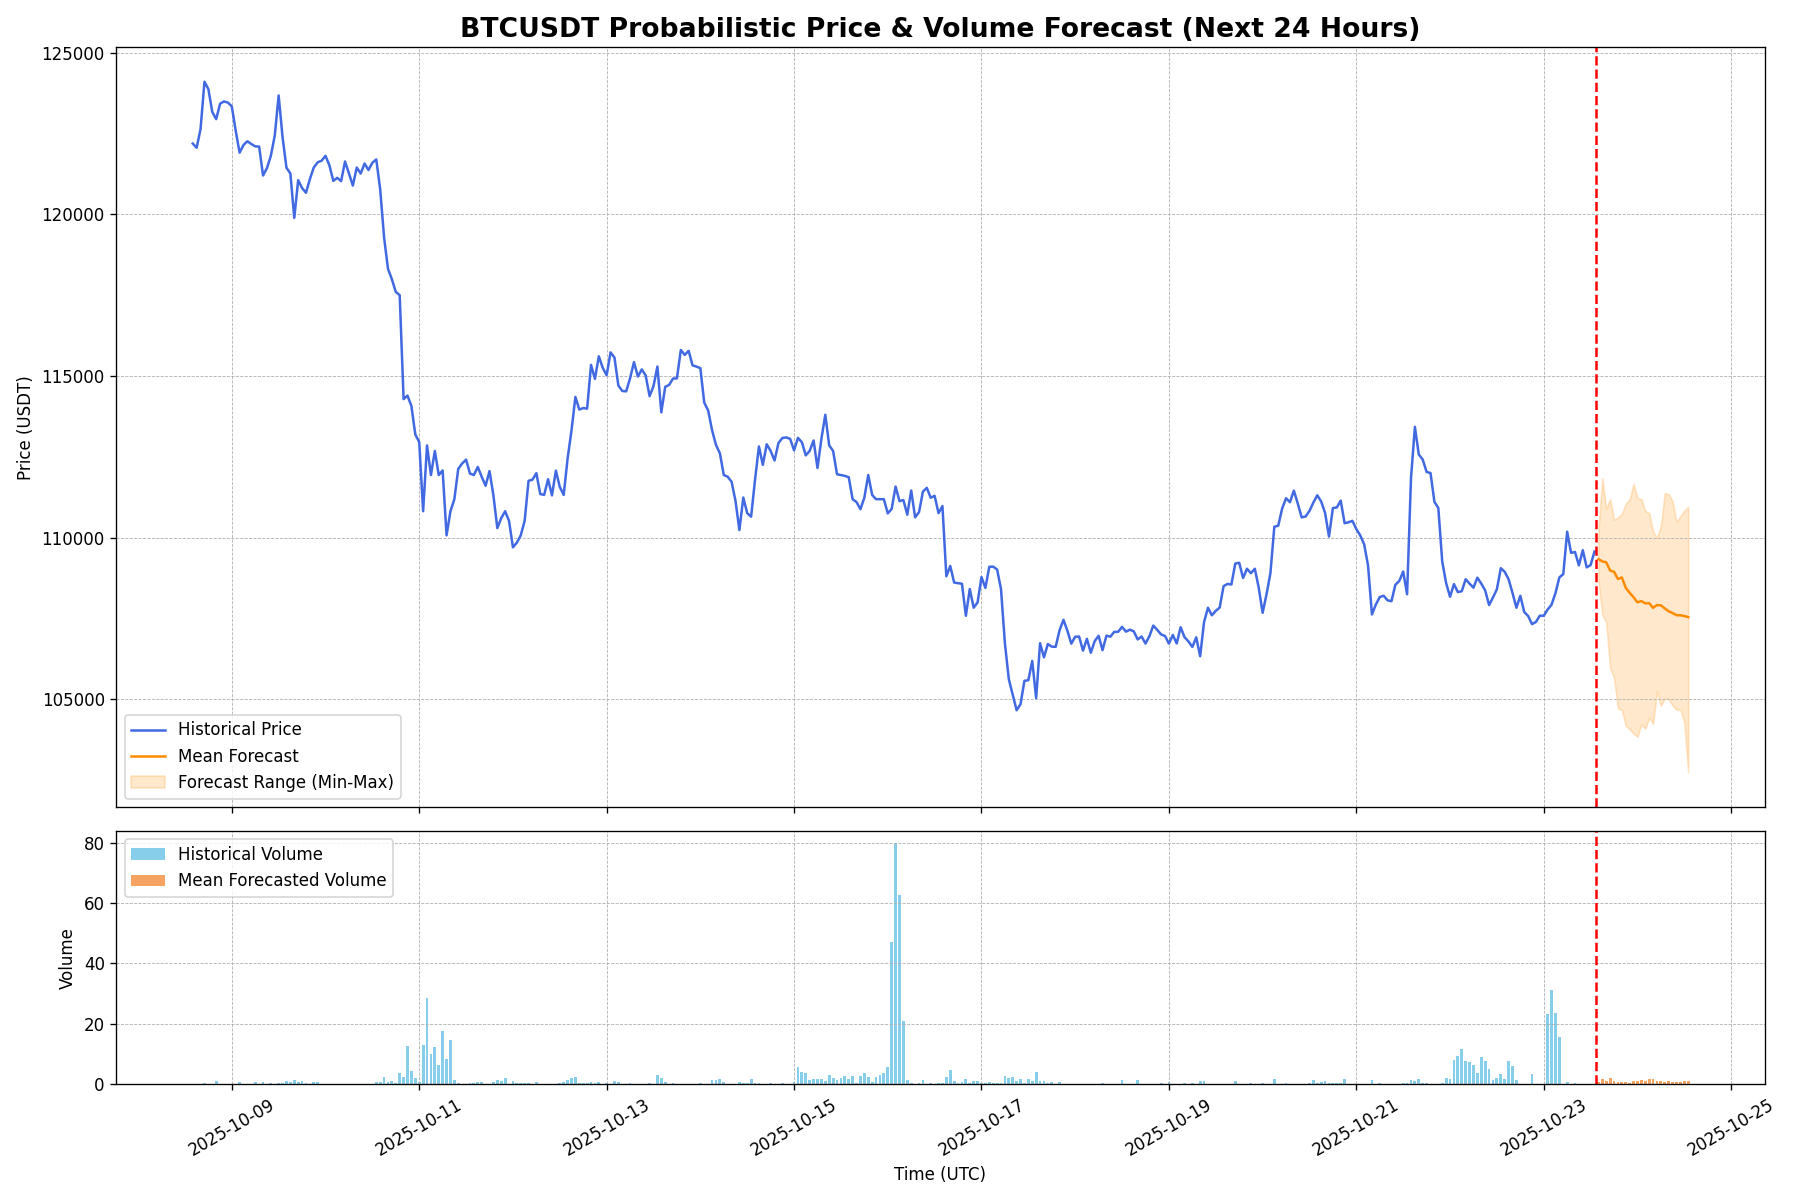 BTCUSDT Probabilistic Price & Volume Forecast (Next 24 Hours)
125000
120000
115000
110000
105000
Price (USDT)
Historical Price
Mean Forecast
Forecast Range (Min-Max)
80
60
40
20
0
Volume
Historical Volume
Mean Forecasted Volume
2025-10-09
2025-10-11
2025-10-13
2025-10-15
2025-10-17
2025-10-19
2025-10-21
2025-10-23
2025-10-25
Time (UTC)